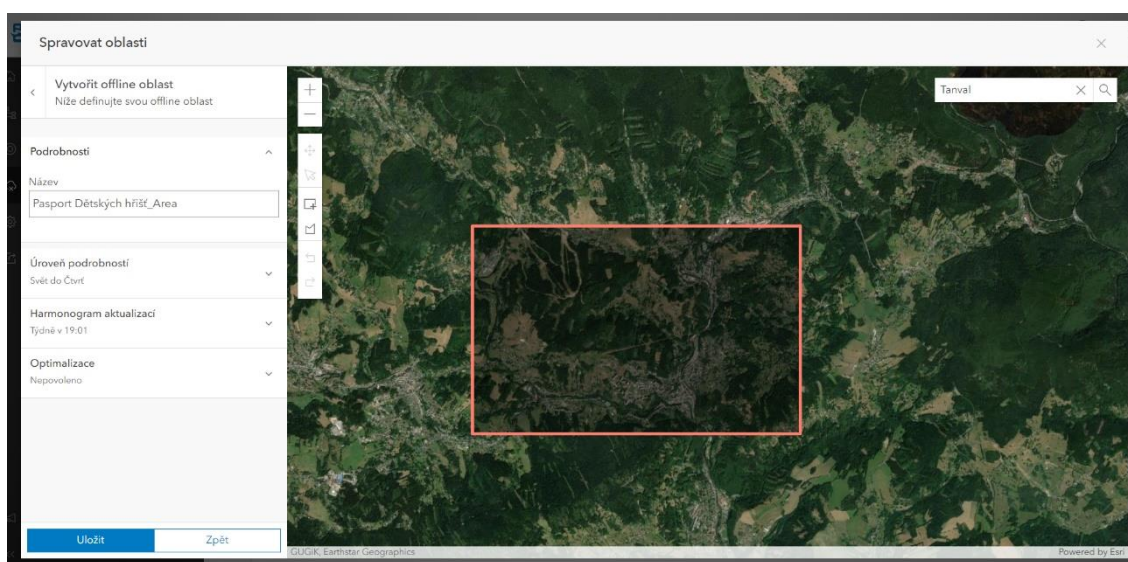 Spravovat oblasti
Vytvořit offline oblast
Níže definujte svou offline oblast
Podrobnosti
Název
Pasport Dětských hřišť_Area
Úroveň podrobností
Svět do Čtvrť
Harmonogram aktualizací
Týdně v 19:01
Optimalizace
Nepovoleno
Uložit
Zpět
Tanval
GUGiK, Earthstar Geographics
Powered by Esri